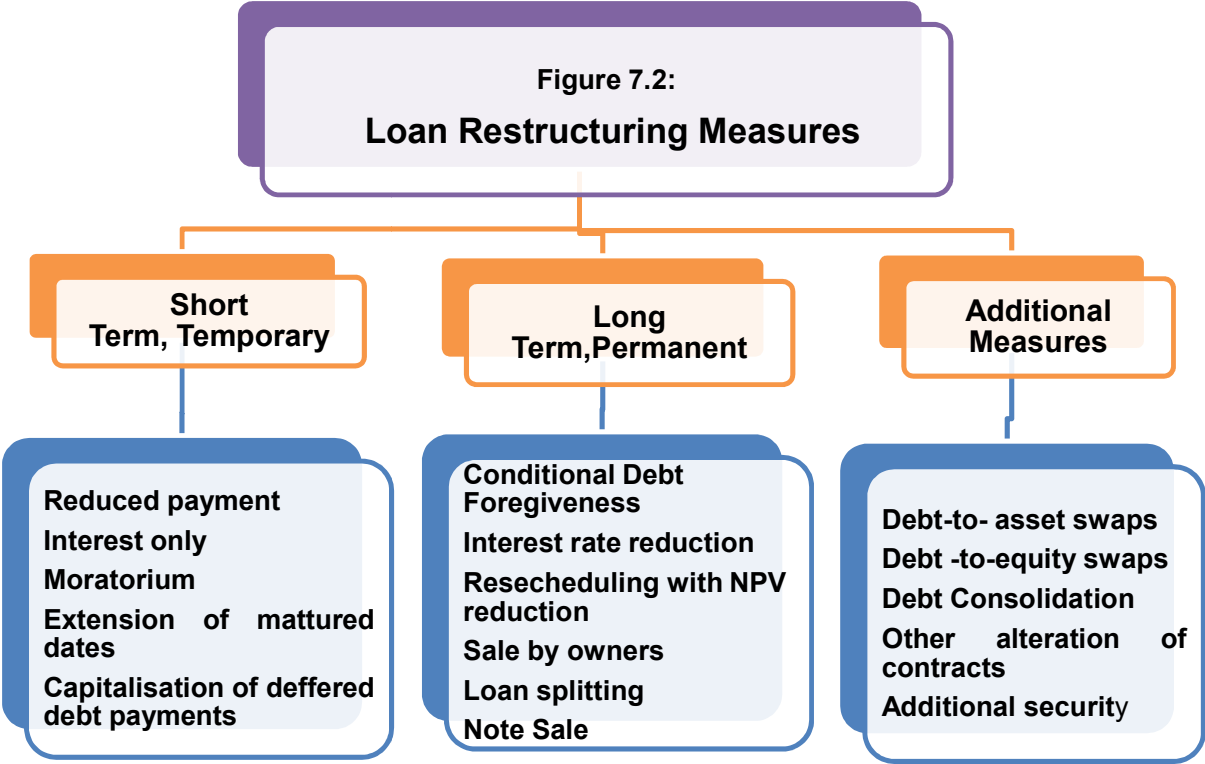 Figure 7.2:
Loan Restructuring Measures
Short
Term, Temporary
Long
Term,Permanent
Additional
Measures
Reduced payment
Interest only
Moratorium
Extension of mattured
dates
Capitalisation of deffered
debt payments
Conditional Debt
Foregiveness
Interest rate reduction
Resecheduling with NPV
reduction
Sale by owners
Loan splitting
Note Sale
Debt-to- asset swaps
Debt -to-equity swaps
Debt Consolidation
Other alteration of
contracts
Additional security